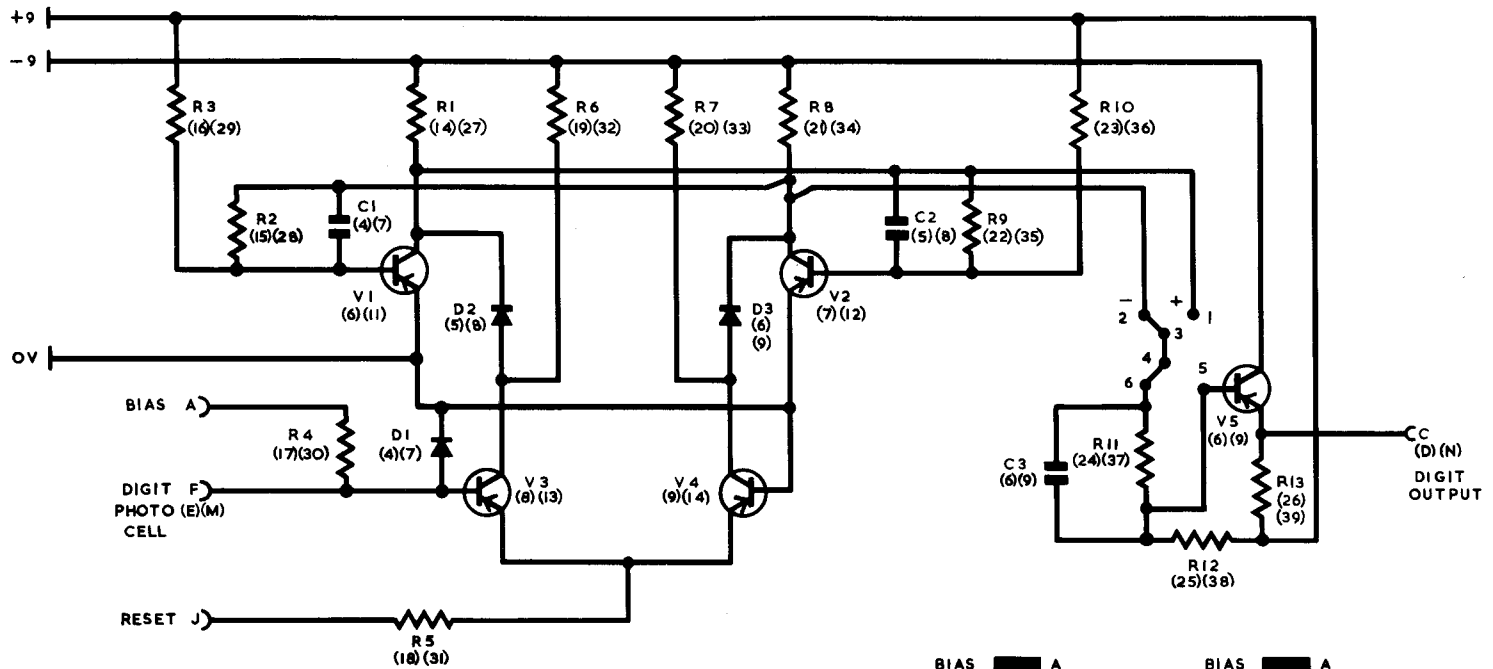 +9
-9
R3
(16)(29)
R1
(14)(27)
R6
(19)(32)
R7
(20)(33)
R8
(21)(34)
R10
(23)(36)
R2
(15)(28)
C1
(4)(7)
C2
(5)(8)
R9
(22)(35)
V1
(6)(11)
D2
(5)(8)
D3
(6)
(9)
V2
(7)(12)
- +
2 1
3
4
6 5
0V
BIAS A
R4
(17)(30)
D1
(4)(7)
V5
(6)(9)
C
(D)(N)
DIGIT
OUTPUT
R11
(24)(37)
C3
(6)(9)
R13
(26)
(39)
DIGIT F
PHOTO (E)(M)
CELL
V3
(8)(13)
V4
(9)(14)
R12
(25)(38)
RESET J
R5
(18)(31)
BIAS A
BIAS A